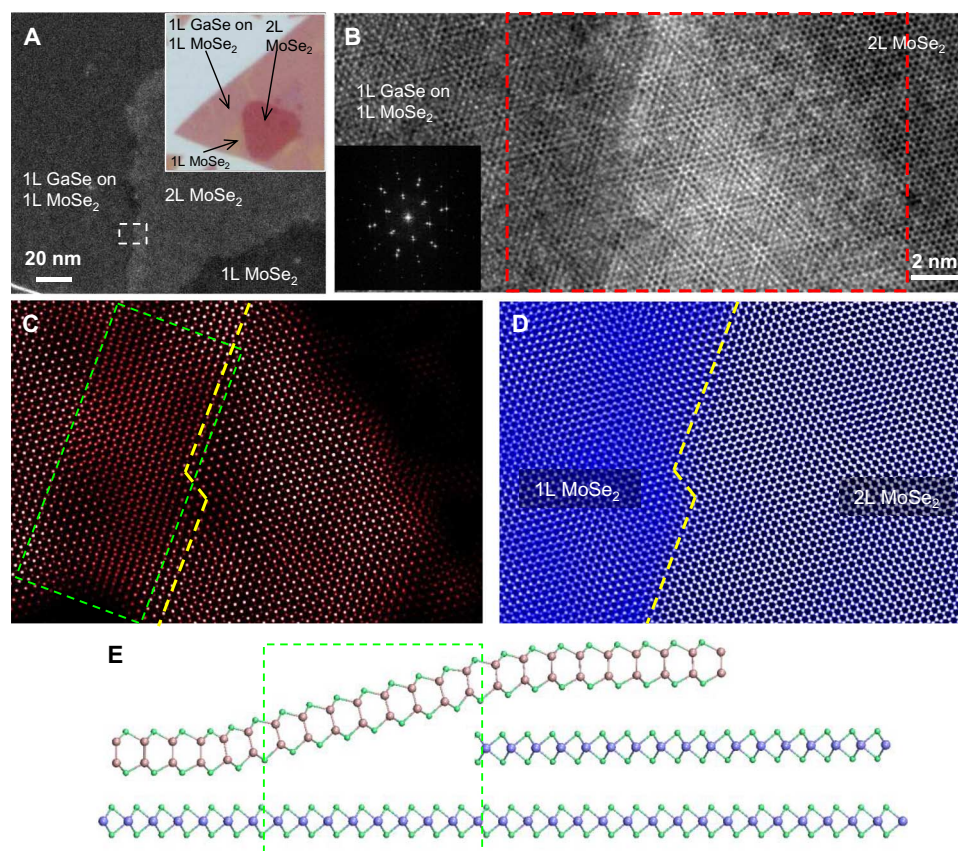 A
1L GaSe on
1L MoSe₂
2L
MoSe₂
1L MoSe₂
1L GaSe on
1L MoSe₂
2L MoSe₂
20 nm
1L MoSe₂
B
2L MoSe₂
1L GaSe on
1L MoSe₂
2 nm
C
D
1L MoSe₂
2L MoSe₂
E